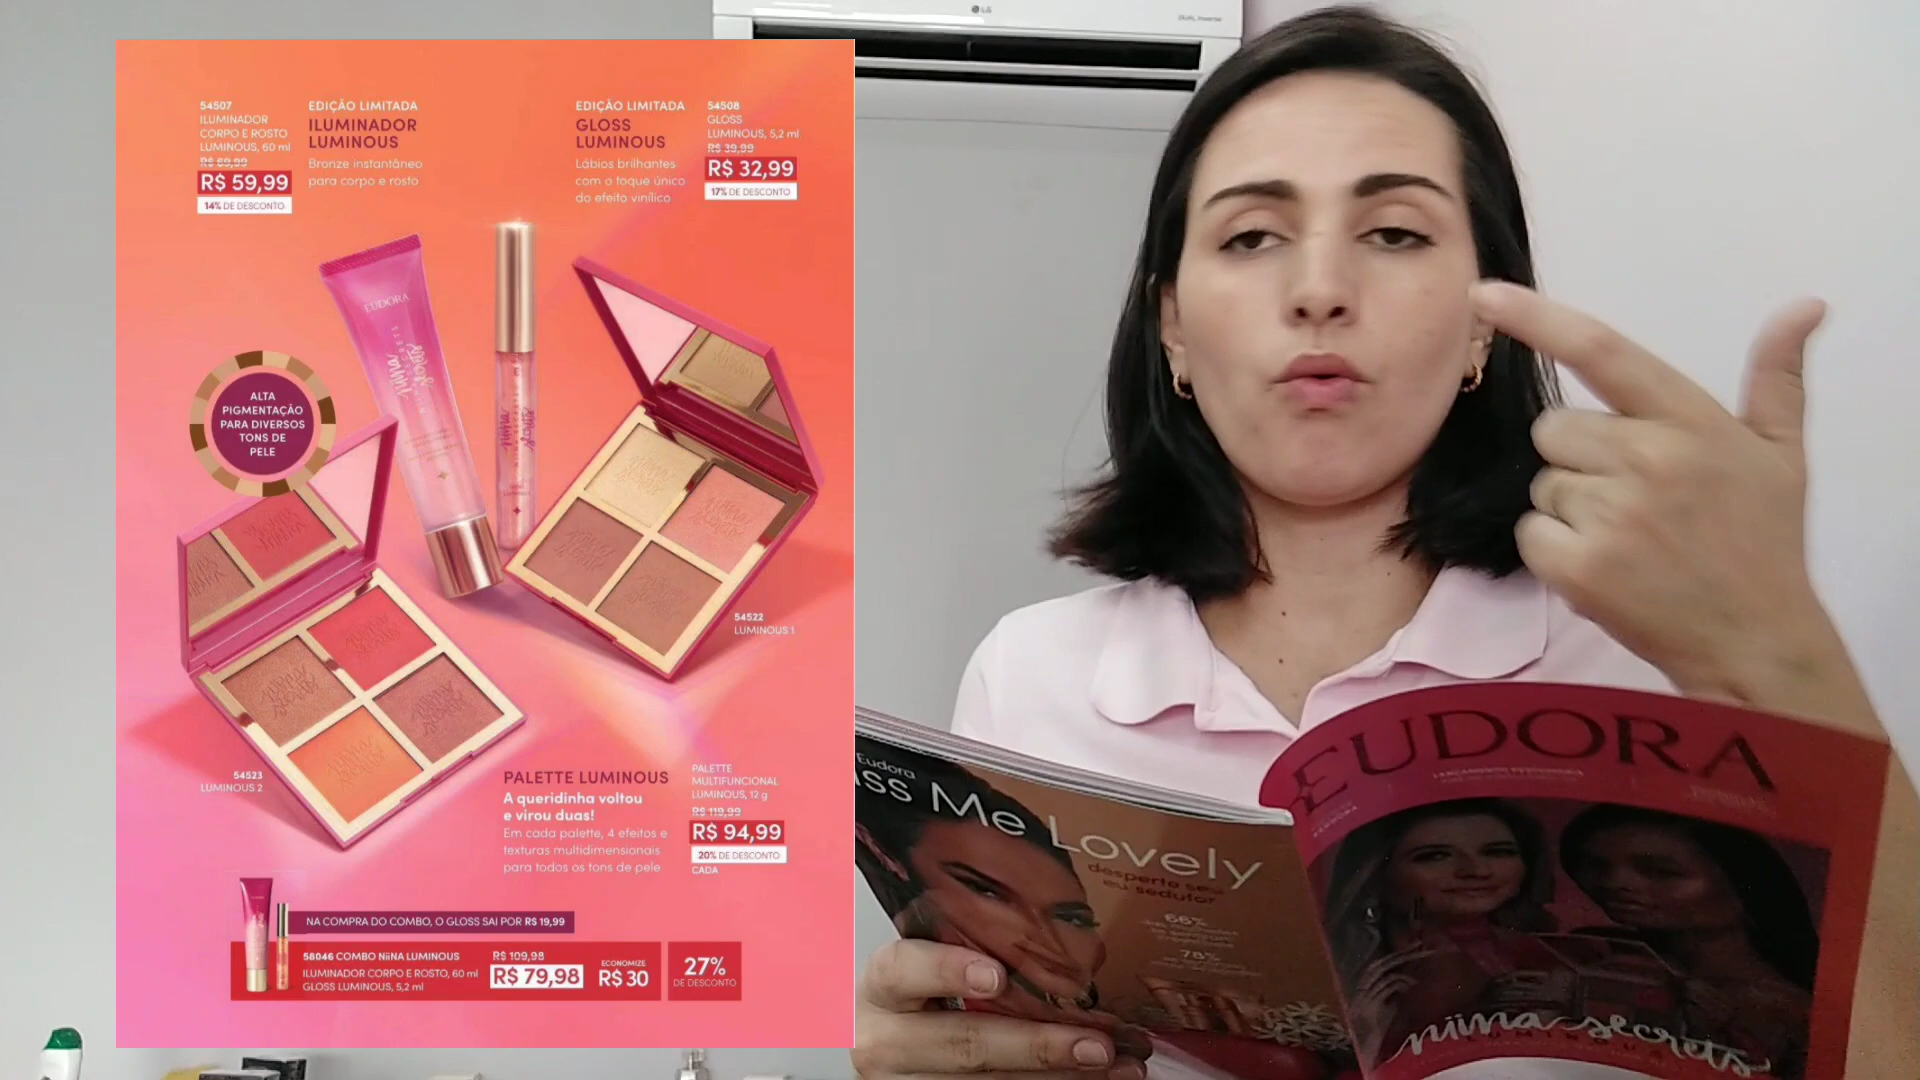 LG
DUAL Inverter
54507
ILUMINADOR
CORPO E ROSTO
LUMINOUS, 60 ml
R$ 69,99
R$ 59,99
14% DE DESCONTO
EDIÇÃO LIMITADA
ILUMINADOR
LUMINOUS
Bronze instantâneo
para corpo e rosto
EDIÇÃO LIMITADA
GLOSS
LUMINOUS
Lábios brilhantes
com o toque único
do efeito vinílico
54508
GLOSS
LUMINOUS, 5,2 ml
R$ 39,99
R$ 32,99
17% DE DESCONTO
EUDORA
ALTA
PIGMENTAÇÃO
PARA DIVERSOS
TONS DE
PELE
54522
LUMINOUS 1
54523
LUMINOUS 2
PALETTE LUMINOUS
A queridinha voltou
e virou duas!
Em cada palette, 4 efeitos e
texturas multidimensionais
para todos os tons de pele
PALETTE
MULTIFUNCIONAL
LUMINOUS, 12 g
R$ 119,99
R$ 94,99
20% DE DESCONTO
CADA
NA COMPRA DO COMBO, O GLOSS SAI POR R$ 19,99
58046 COMBO NiiNA LUMINOUS
ILUMINADOR CORPO E ROSTO, 60 ml
GLOSS LUMINOUS, 5,2 ml
R$ 109,98
R$ 79,98
ECONOMIZE
R$ 30
27%
DE DESCONTO
Eudora
iss Me Lovely
desperte seu
eu sedutor
66%
78%
EUDORA
niina secrets
LUMINOUS